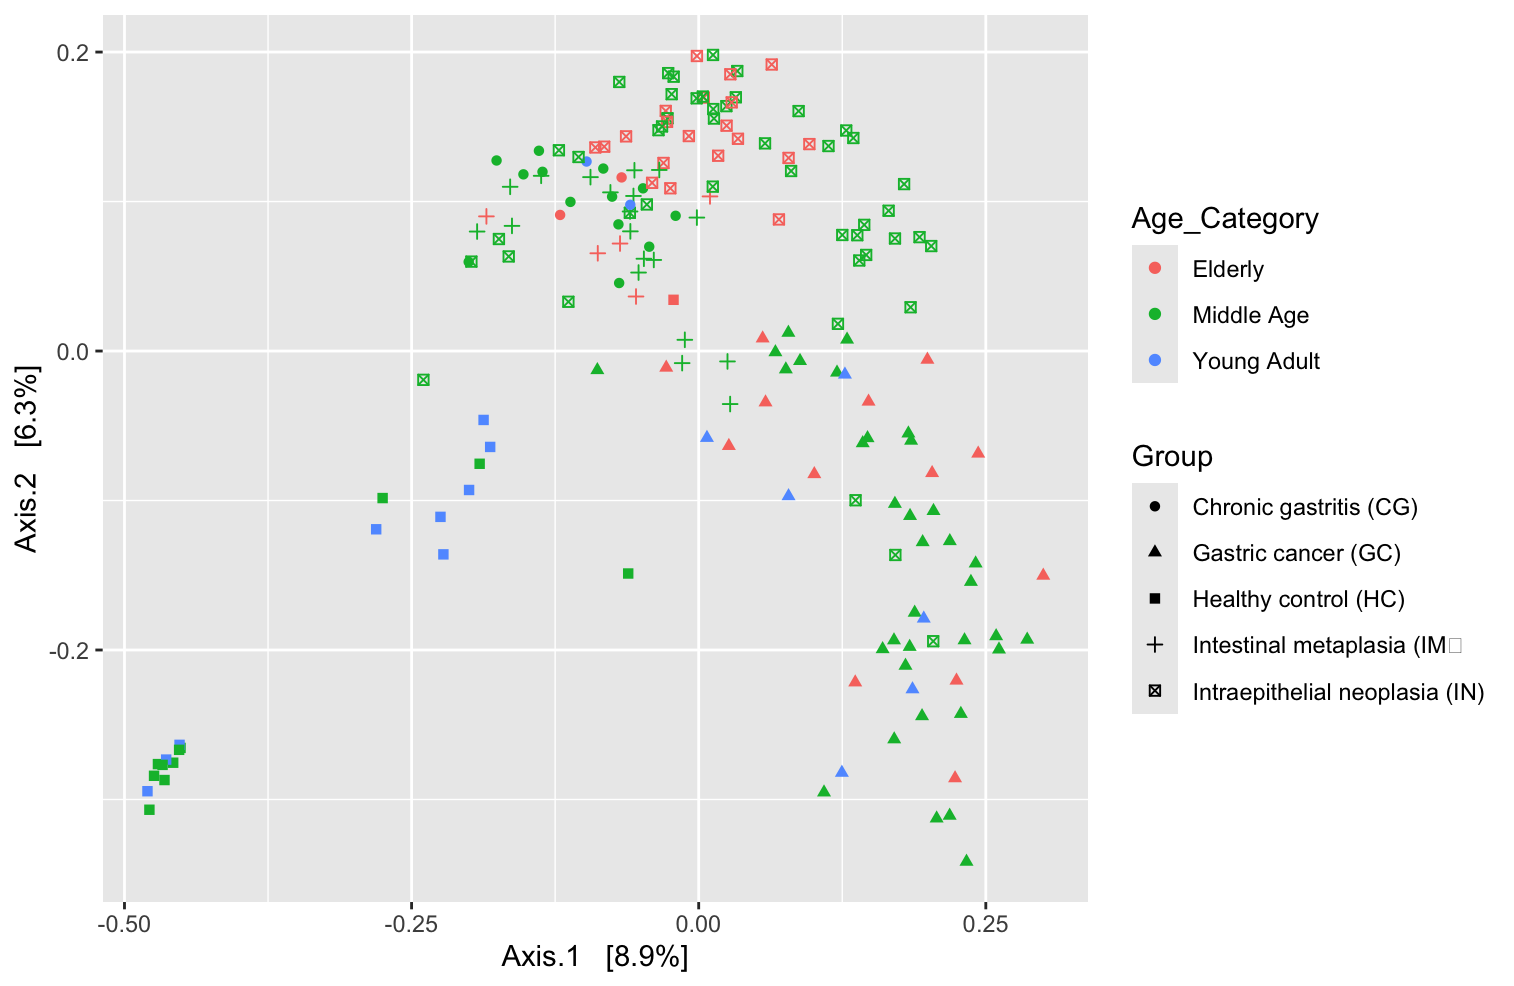 0.2
0.0
-0.2
Axis.2 [6.3%]
-0.50
-0.25
0.00
0.25
Axis.1 [8.9%]
Age_Category
Elderly
Middle Age
Young Adult
Group
Chronic gastritis (CG)
Gastric cancer (GC)
Healthy control (HC)
Intestinal metaplasia (IM□
Intraepithelial neoplasia (IN)